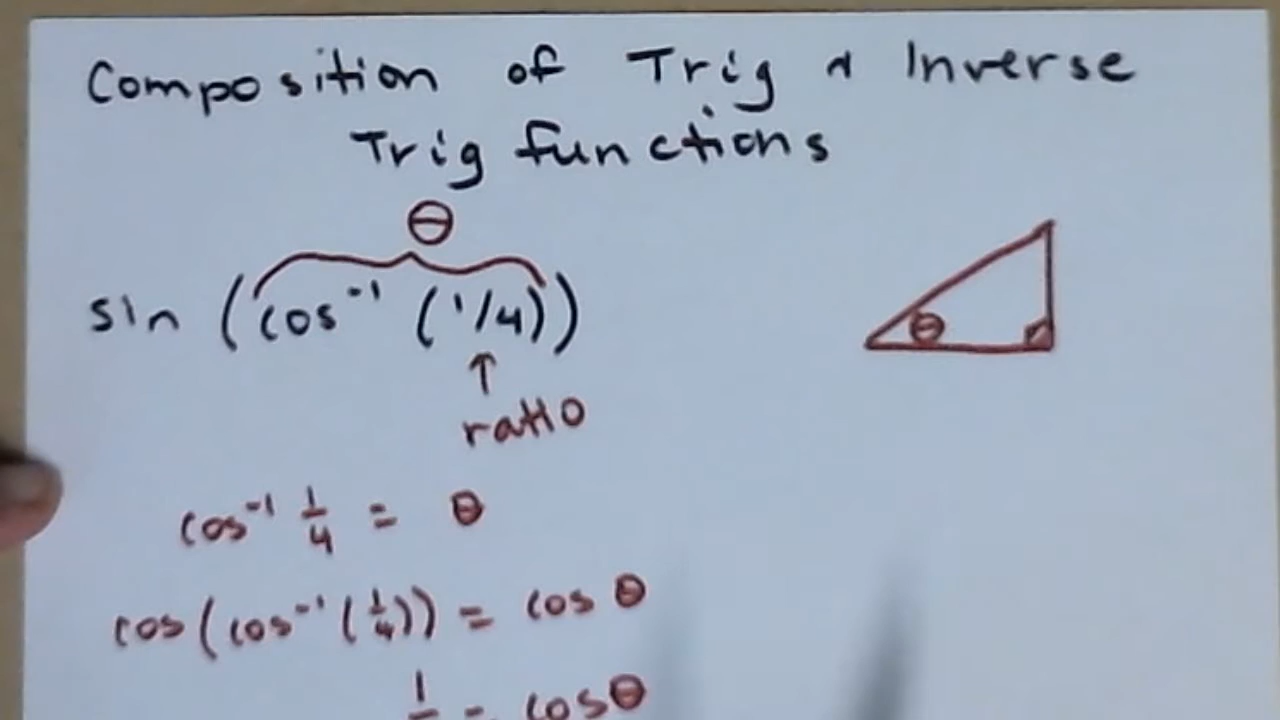 Composition of Trig & Inverse
Trig functions
θ
sin (cos⁻¹ (1/4))
↑
ratio
θ
cos⁻¹ 1/4 = θ
cos(cos⁻¹(1/4)) = cos θ
= cos θ